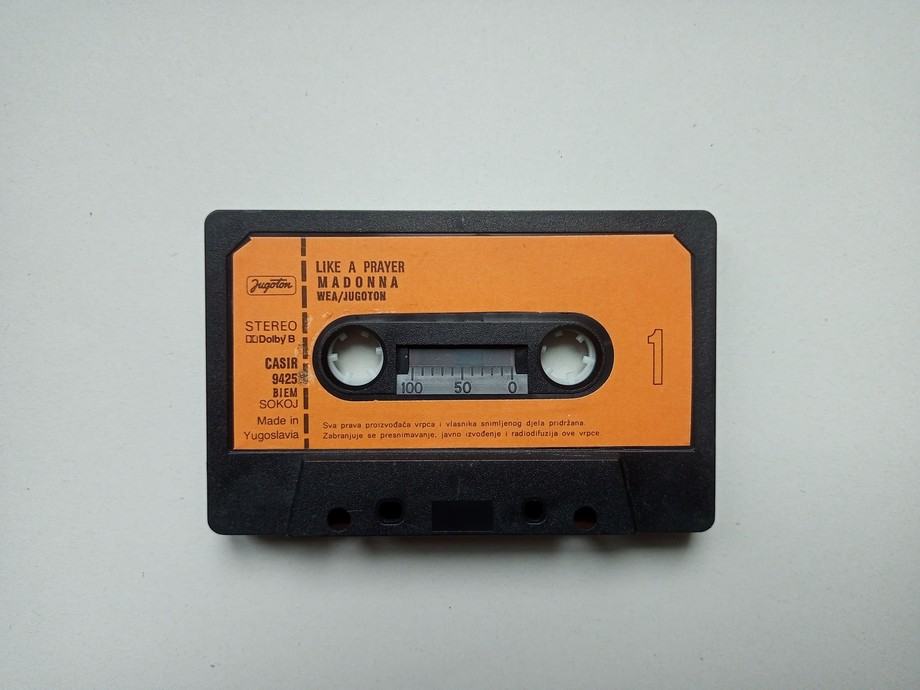 Jugoton
STEREO
Dolby B
CASIR
9425
BIEM
SOKOJ
Made in
Yugoslavia
LIKE A PRAYER
MADONNA
WEA/JUGOTON
100 50 0
1
Sva prava proizvođača vrpca i vlasnika snimljenog djela pridržana.
Zabranjuje se presnimavanje, javno izvođenje i radiodifuzija ove vrpce